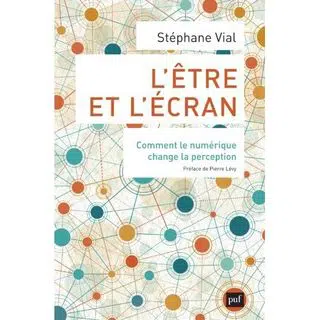 Stéphane Vial
L'ÊTRE
ET L'ÉCRAN
Comment le numérique
change la perception
Préface de Pierre Lévy
puf